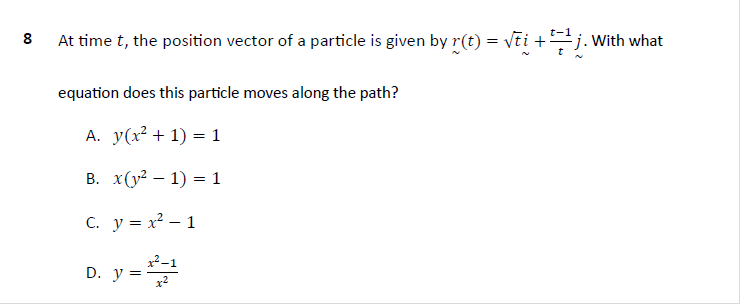 8 At time t, the position vector of a particle is given by r̰(t) = √t ḭ + (t−1)/t j̰. With what
equation does this particle moves along the path?
A. y(x² + 1) = 1
B. x(y² − 1) = 1
C. y = x² − 1
D. y = (x²−1)/x²